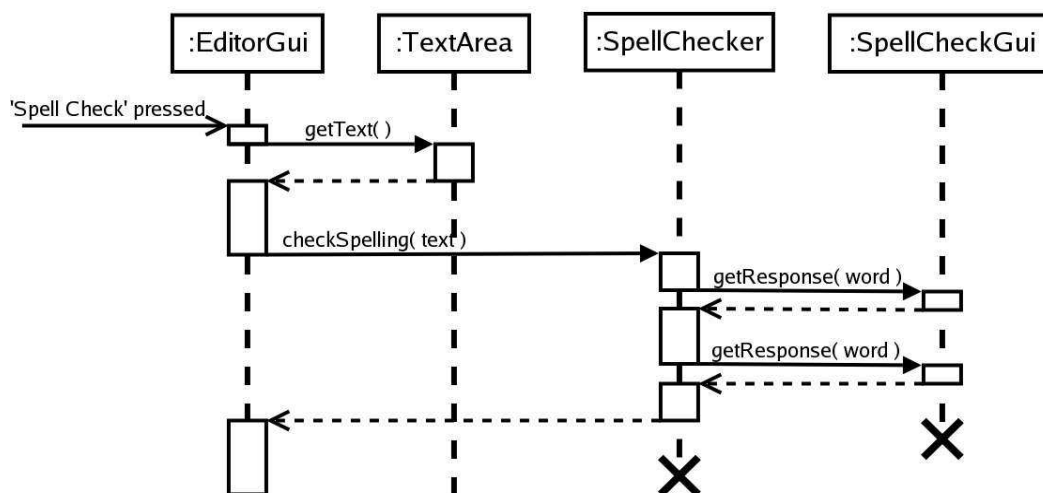 :EditorGui
:TextArea
:SpellChecker
:SpellCheckGui
'Spell Check' pressed
getText( )
checkSpelling( text )
getResponse( word )
getResponse( word )